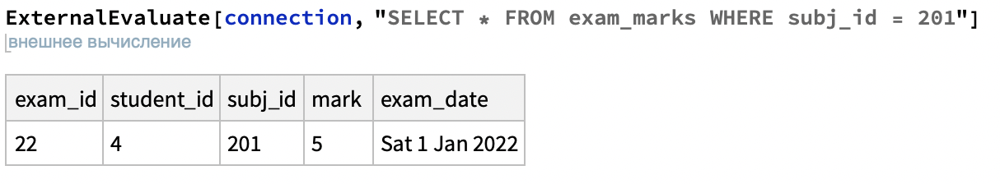 ExternalEvaluate[connection, "SELECT * FROM exam_marks WHERE subj_id = 201"]
внешнее вычисление
exam_id student_id subj_id mark exam_date
22 4 201 5 Sat 1 Jan 2022